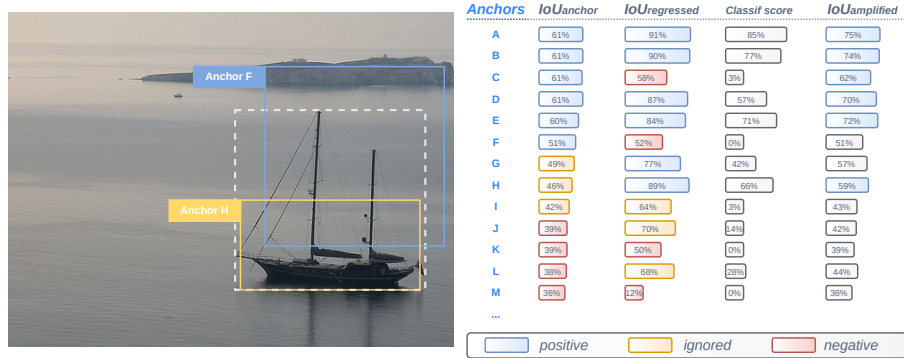 Anchor F
Anchor H
Anchors IoUanchor IoUregressed Classif score IoUamplified
A 61% 91% 85% 75%
B 61% 90% 77% 74%
C 61% 58% 3% 62%
D 61% 87% 57% 70%
E 60% 84% 71% 72%
F 51% 52% 0% 51%
G 49% 77% 42% 57%
H 46% 89% 66% 59%
I 42% 64% 3% 43%
J 39% 70% 14% 42%
K 39% 50% 0% 39%
L 38% 68% 28% 44%
M 36% 12% 0% 36%
...
positive ignored negative